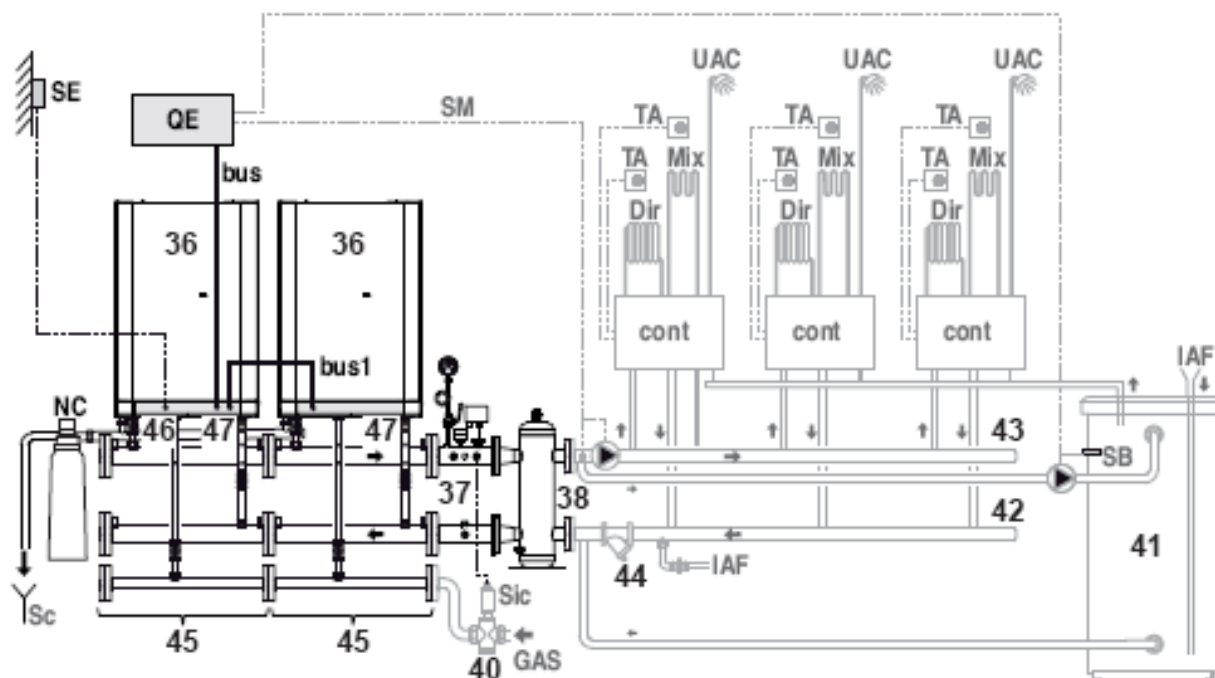 UAC UAC UAC
SE
QE
SM
TA TA TA
bus
TA Mix TA Mix TA Mix
Dir Dir Dir
36 36
cont cont cont
bus1
IAF
NC
46 47 47
43
SB
37 38
42
41
44 IAF
Sc
Sic
45 45
40 GAS